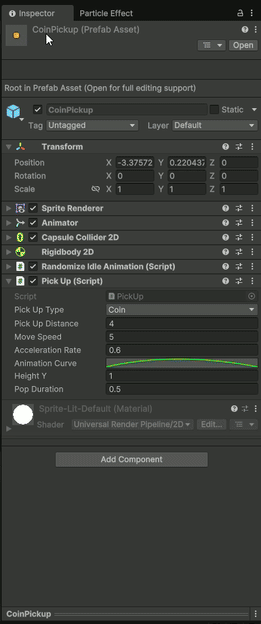 Inspector Particle Effect
CoinPickup (Prefab Asset)
Open
Root in Prefab Asset (Open for full editing support)
CoinPickup Static
Tag Untagged Layer Default
Transform
Position X -3.37572 Y 0.220437 Z 0
Rotation X 0 Y 0 Z 0
Scale X 1 Y 1 Z 1
Sprite Renderer
Animator
Capsule Collider 2D
Rigidbody 2D
Randomize Idle Animation (Script)
Pick Up (Script)
Script PickUp
Pick Up Type Coin
Pick Up Distance 4
Move Speed 5
Acceleration Rate 0.6
Animation Curve
Height Y 1
Pop Duration 0.5
Sprite-Lit-Default (Material)
Shader Universal Render Pipeline/2D Edit...
Add Component
CoinPickup